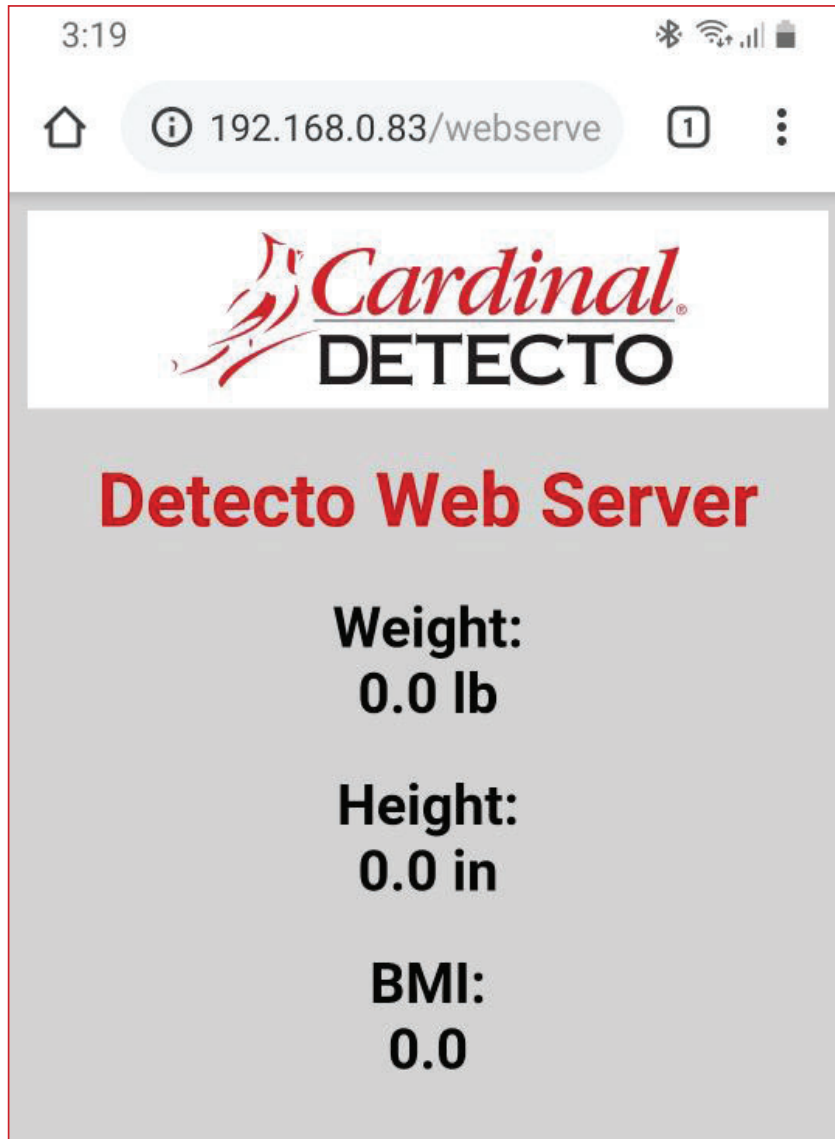 3:19
192.168.0.83/webserve
1
Cardinal®
DETECTO
Detecto Web Server
Weight:
0.0 lb
Height:
0.0 in
BMI:
0.0